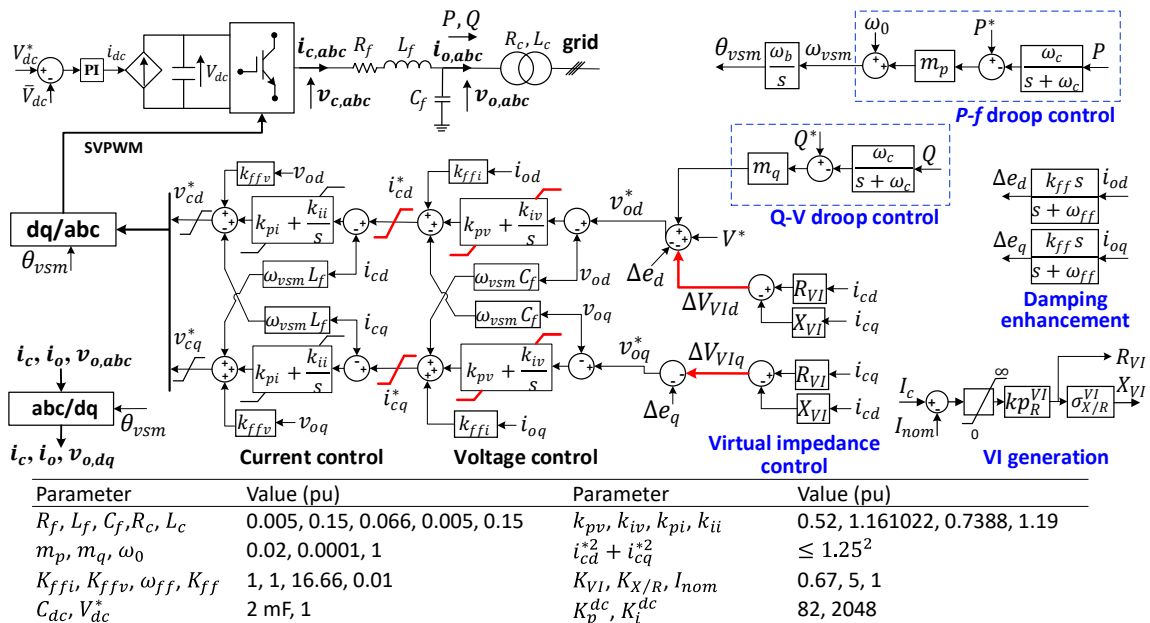 P, Q
V*dc
V̄dc
PI
idc
Vdc
ic,abc
Rf
Lf
io,abc
Rc, Lc
grid
vc,abc
Cf
vo,abc
SVPWM
θvsm
ωb
s
ωvsm
ω0
mp
P*
ωc
s + ωc
P
P-f droop control
Q*
mq
ωc
s + ωc
Q
Q-V droop control
Δed
kff s
s + ωff
iod
Δeq
kff s
s + ωff
ioq
Damping enhancement
v*cd
kffv
vod
kpi + kii
s
i*cd
kffi
iod
kpv + kiv
s
v*od
V*
Δed
dq/abc
θvsm
ωvsm Lf
icd
ωvsm Cf
vod
ΔVVId
RVI
icd
XVI
icq
ωvsm Lf
icq
ωvsm Cf
voq
v*cq
kpi + kii
s
i*cq
kpv + kiv
s
v*oq
ΔVVIq
RVI
icq
XVI
icd
Δeq
ic, io, vo,abc
abc/dq
θvsm
ic, io, vo,dq
kffv
voq
kffi
ioq
Current control
Voltage control
Virtual impedance control
Ic
Inom
∞
0
kpRVI
σX/RVI
RVI
XVI
VI generation
Parameter Value (pu) Parameter Value (pu)
Rf, Lf, Cf,Rc, Lc 0.005, 0.15, 0.066, 0.005, 0.15 kpv, kiv, kpi, kii 0.52, 1.161022, 0.7388, 1.19
mp, mq, ω0 0.02, 0.0001, 1 i*2cd + i*2cq ≤ 1.25²
Kffi, Kffv, ωff, Kff 1, 1, 16.66, 0.01 KVI, KX/R, Inom 0.67, 5, 1
Cdc, V*dc 2 mF, 1 Kpdc, Kidc 82, 2048